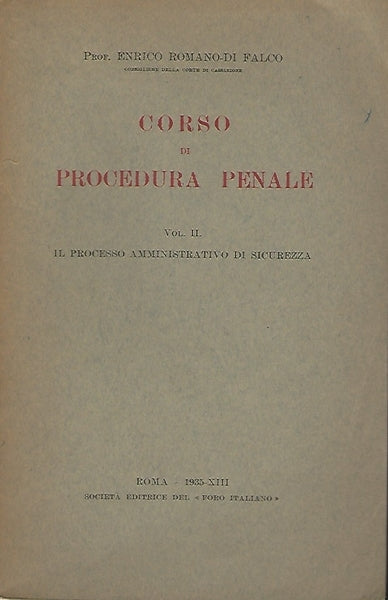 Prof. ENRICO ROMANO-DI FALCO
CONSIGLIERE DELLA CORTE DI CASSAZIONE
CORSO
DI
PROCEDURA PENALE
Vol. II.
IL PROCESSO AMMINISTRATIVO DI SICUREZZA
ROMA - 1935-XIII
SOCIETÀ EDITRICE DEL « FORO ITALIANO »